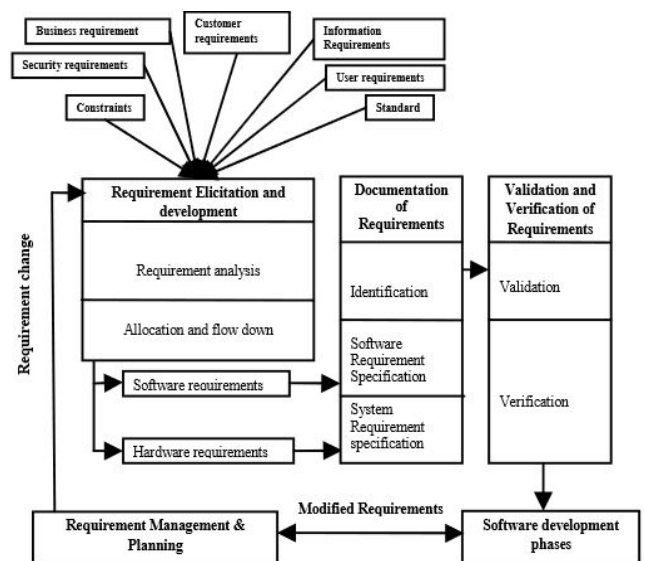 Business requirement
Customer
requirements
Information
Requirements
Security requirements
User requirements
Constraints
Standard
Requirement Elicitation and
development
Requirement analysis
Allocation and flow down
Software requirements
Hardware requirements
Documentation
of
Requirements
Identification
Software
Requirement
Specification
System
Requirement
specification
Validation and
Verification of
Requirements
Validation
Verification
Requirement change
Requirement Management &
Planning
Modified Requirements
Software development
phases